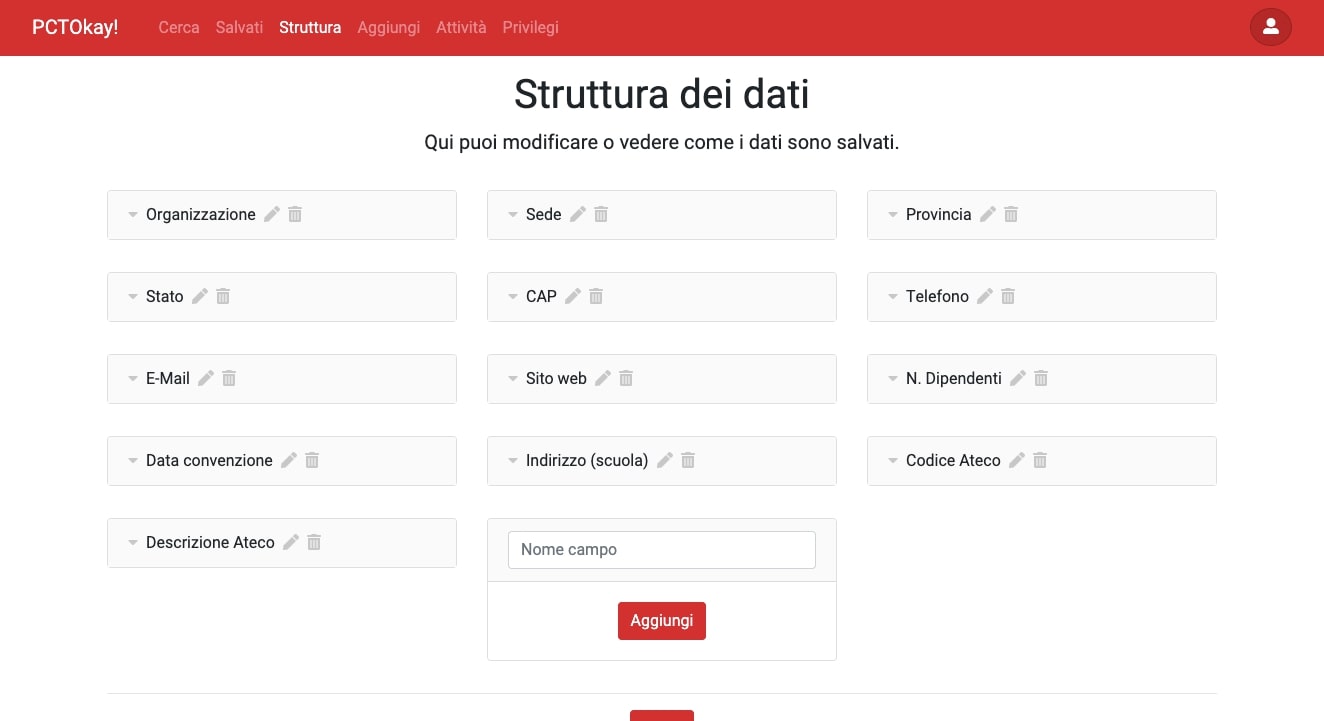 PCTOkay! Cerca Salvati Struttura Aggiungi Attività Privilegi
Struttura dei dati
Qui puoi modificare o vedere come i dati sono salvati.
Organizzazione
Sede
Provincia
Stato
CAP
Telefono
E-Mail
Sito web
N. Dipendenti
Data convenzione
Indirizzo (scuola)
Codice Ateco
Descrizione Ateco
Nome campo
Aggiungi